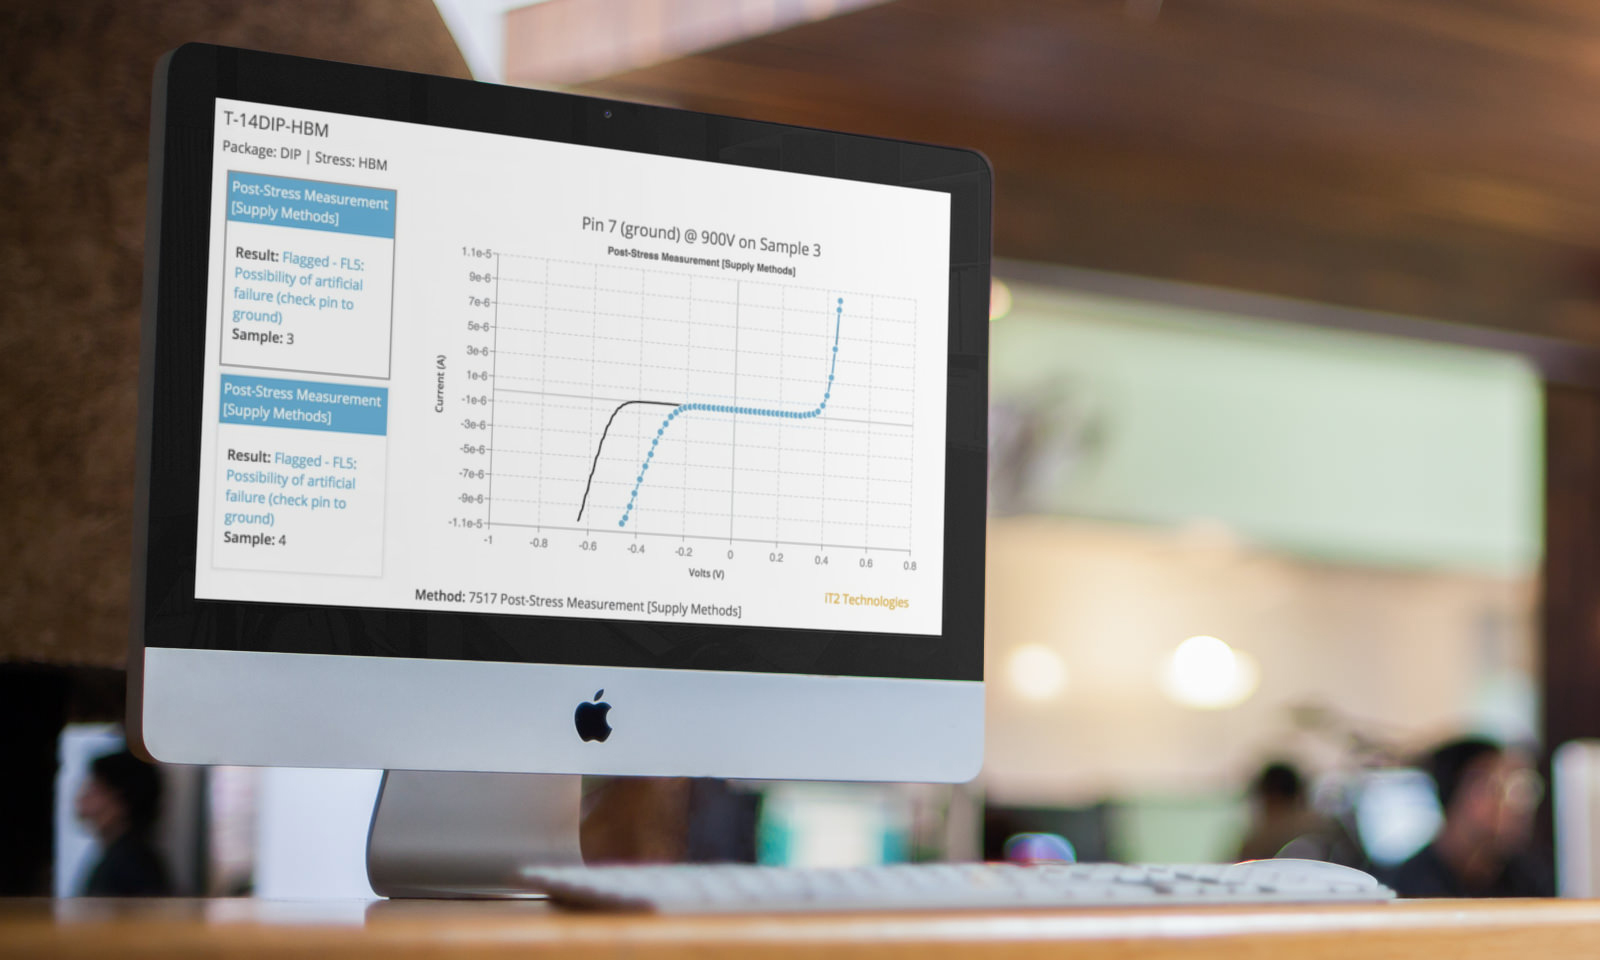 T-14DIP-HBM
Package: DIP | Stress: HBM
Post-Stress Measurement
[Supply Methods]
Result: Flagged - FL5:
Possibility of artificial
failure (check pin to
ground)
Sample: 3
Post-Stress Measurement
[Supply Methods]
Result: Flagged - FL5:
Possibility of artificial
failure (check pin to
ground)
Sample: 4
Pin 7 (ground) @ 900V on Sample 3
Post-Stress Measurement [Supply Methods]
Current (A)
1.1e-5
9e-6
7e-6
5e-6
3e-6
1e-6
-1e-6
-3e-6
-5e-6
-7e-6
-9e-6
-1.1e-5
-1 -0.8 -0.6 -0.4 -0.2 0 0.2 0.4 0.6 0.8
Volts (V)
Method: 7517 Post-Stress Measurement [Supply Methods]
iT2 Technologies